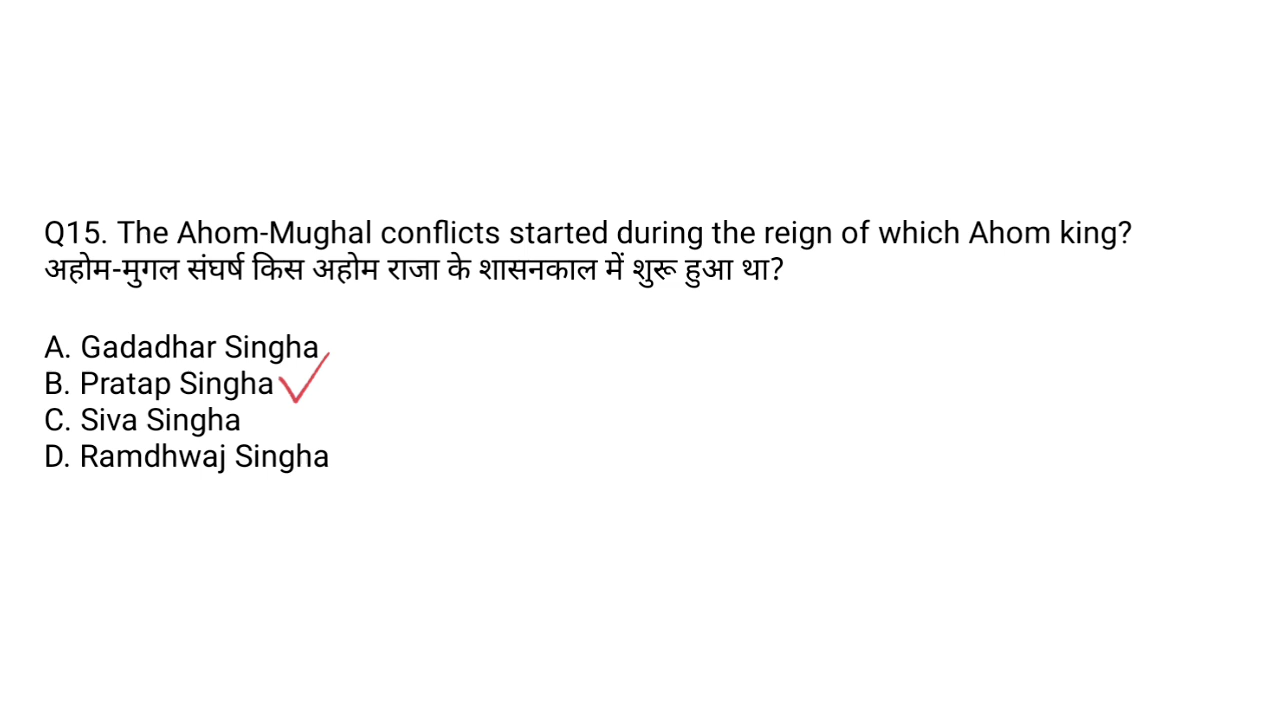 Q15. The Ahom-Mughal conflicts started during the reign of which Ahom king?
अहोम-मुगल संघर्ष किस अहोम राजा के शासनकाल में शुरू हुआ था?
A. Gadadhar Singha
B. Pratap Singha
C. Siva Singha
D. Ramdhwaj Singha